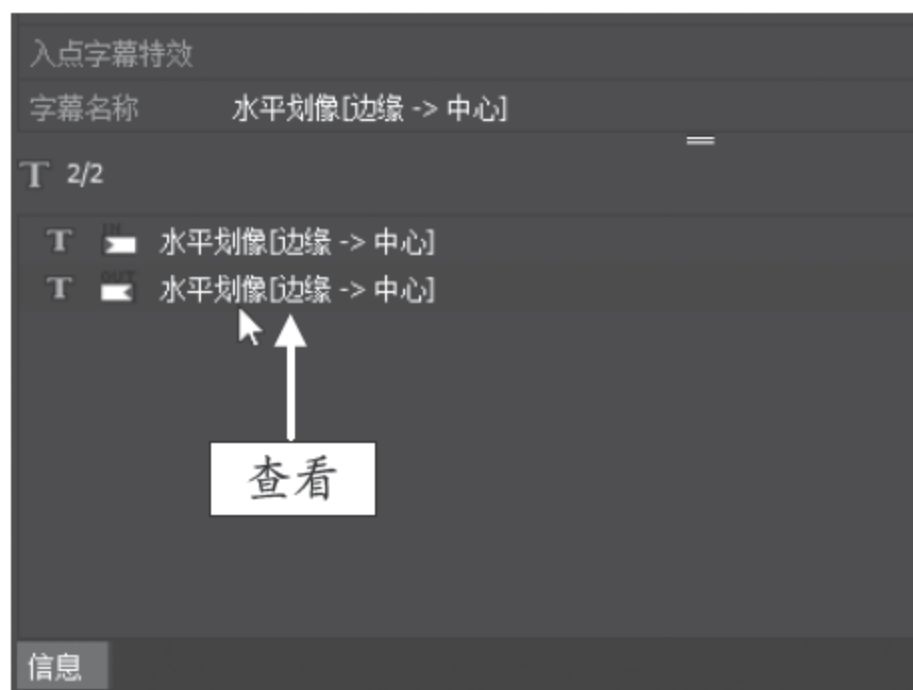 入点字幕特效
字幕名称 水平划像[边缘 -> 中心]
T 2/2
T IN 水平划像[边缘 -> 中心]
T OUT 水平划像[边缘 -> 中心]
查看
信息